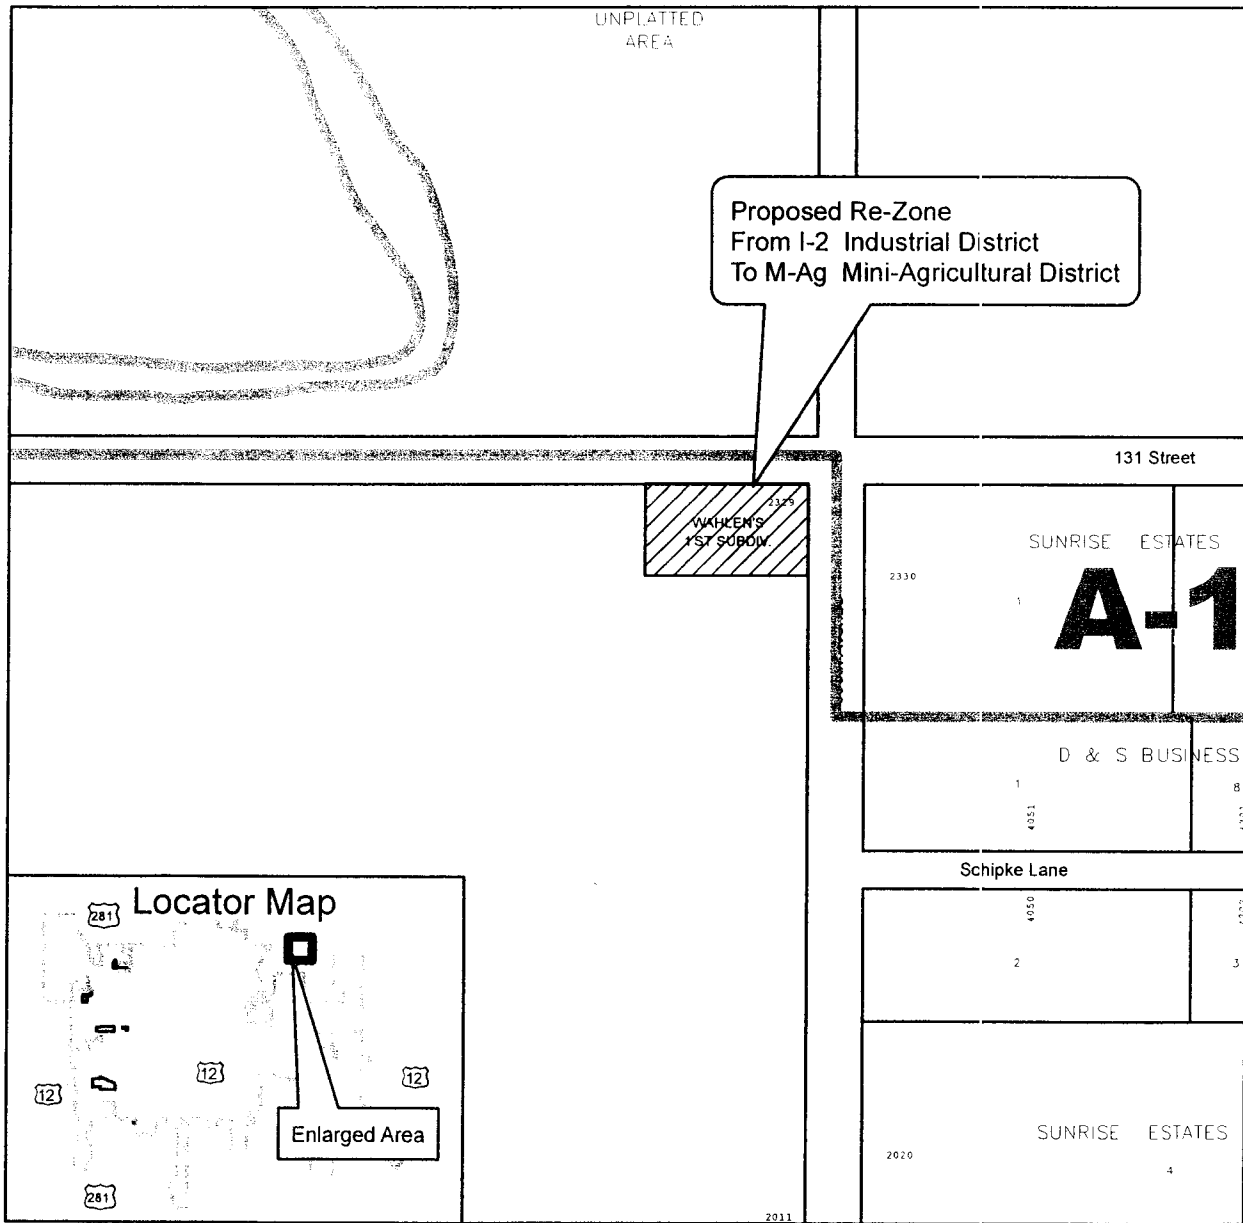 UNPLATTED
AREA
Proposed Re-Zone
From I-2 Industrial District
To M-Ag Mini-Agricultural District
131 Street
2329
WAHLEN'S
1ST SUBDIV.
SUNRISE ESTATES
2330
1
A-1
D & S BUSINESS
1
8
4051
Schipke Lane
Locator Map
281
4050
2
3
12
12
12
Enlarged Area
SUNRISE ESTATES
2020
4
281
2011